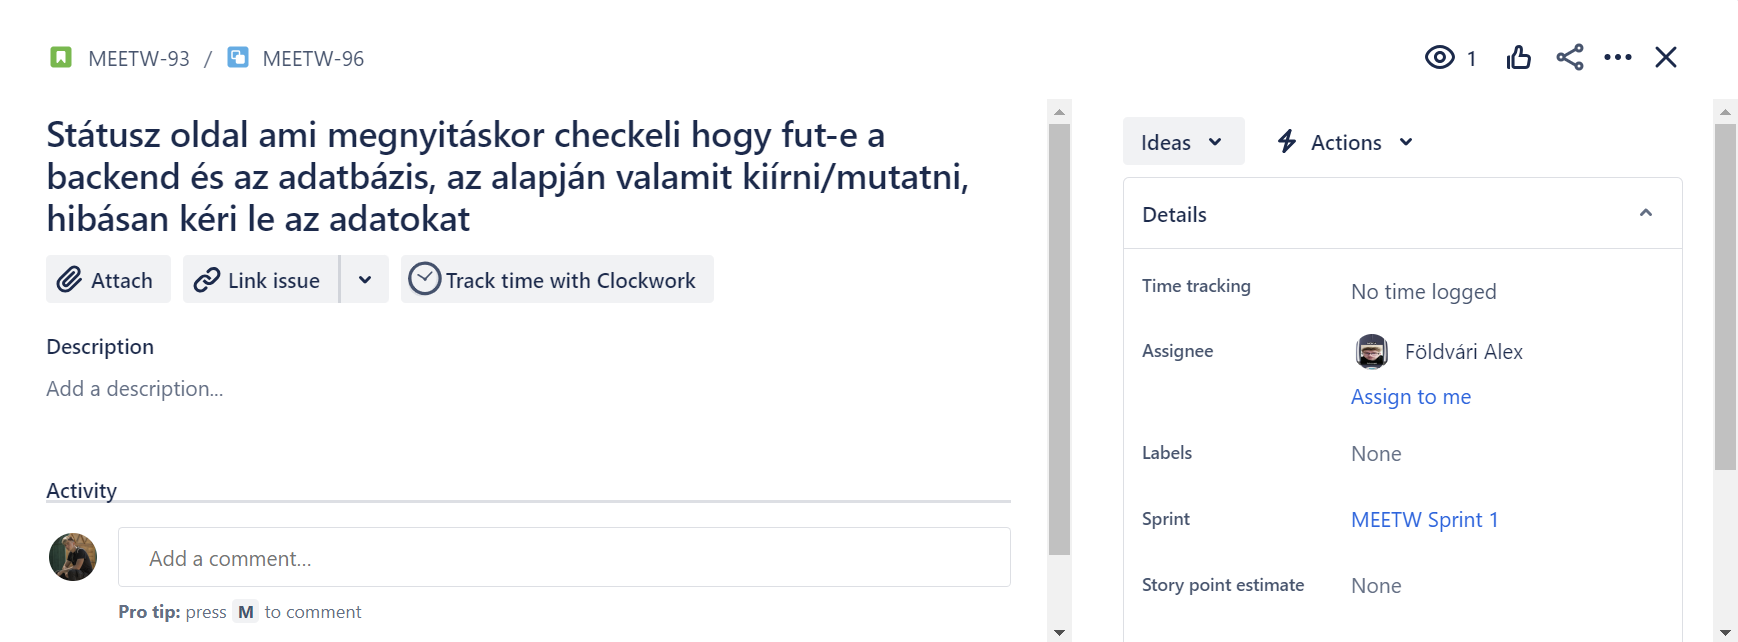 MEETW-93 / MEETW-96
1
Státusz oldal ami megnyitáskor checkeli hogy fut-e a
backend és az adatbázis, az alapján valamit kiírni/mutatni,
hibásan kéri le az adatokat
Attach
Link issue
Track time with Clockwork
Description
Add a description...
Activity
Add a comment...
Pro tip: press M to comment
Ideas
Actions
Details
Time tracking
No time logged
Assignee
Földvári Alex
Assign to me
Labels
None
Sprint
MEETW Sprint 1
Story point estimate
None